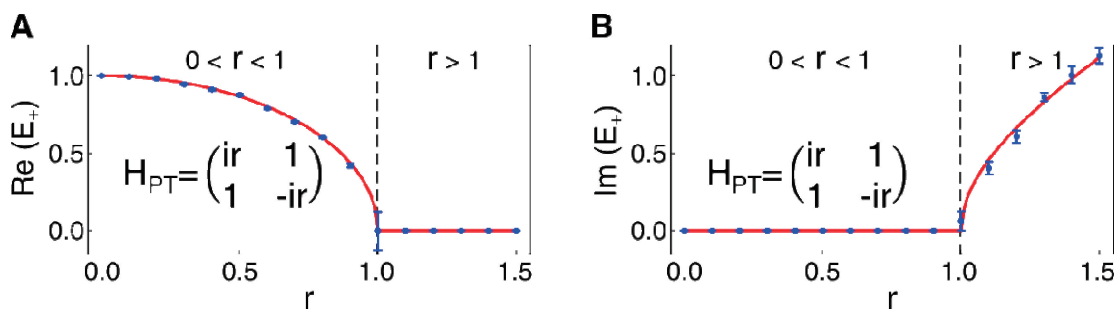 A
0 < r < 1
r > 1
1.0
0.5
0.0
Re (E₊)
H_PT=(ir 1
1 -ir)
0.0 0.5 1.0 1.5
r
B
0 < r < 1
r > 1
1.0
0.5
0.0
Im (E₊)
H_PT=(ir 1
1 -ir)
0.0 0.5 1.0 1.5
r